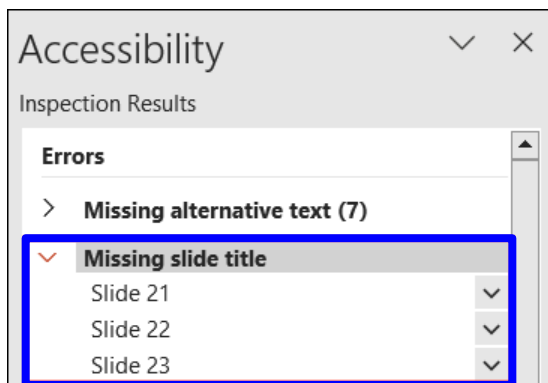 Accessibility
Inspection Results
Errors
Missing alternative text (7)
Missing slide title
Slide 21
Slide 22
Slide 23